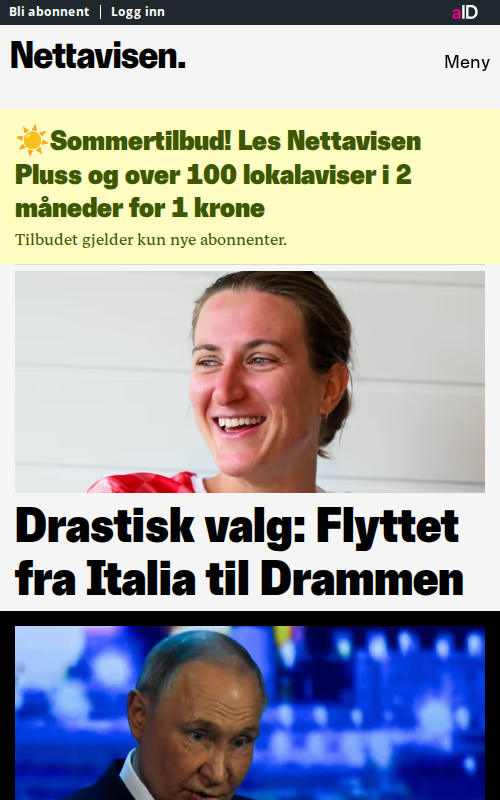 Bli abonnent | Logg inn
aID
Nettavisen.
Meny
☀️Sommertilbud! Les Nettavisen
Pluss og over 100 lokalaviser i 2
måneder for 1 krone
Tilbudet gjelder kun nye abonnenter.
Drastisk valg: Flyttet
fra Italia til Drammen